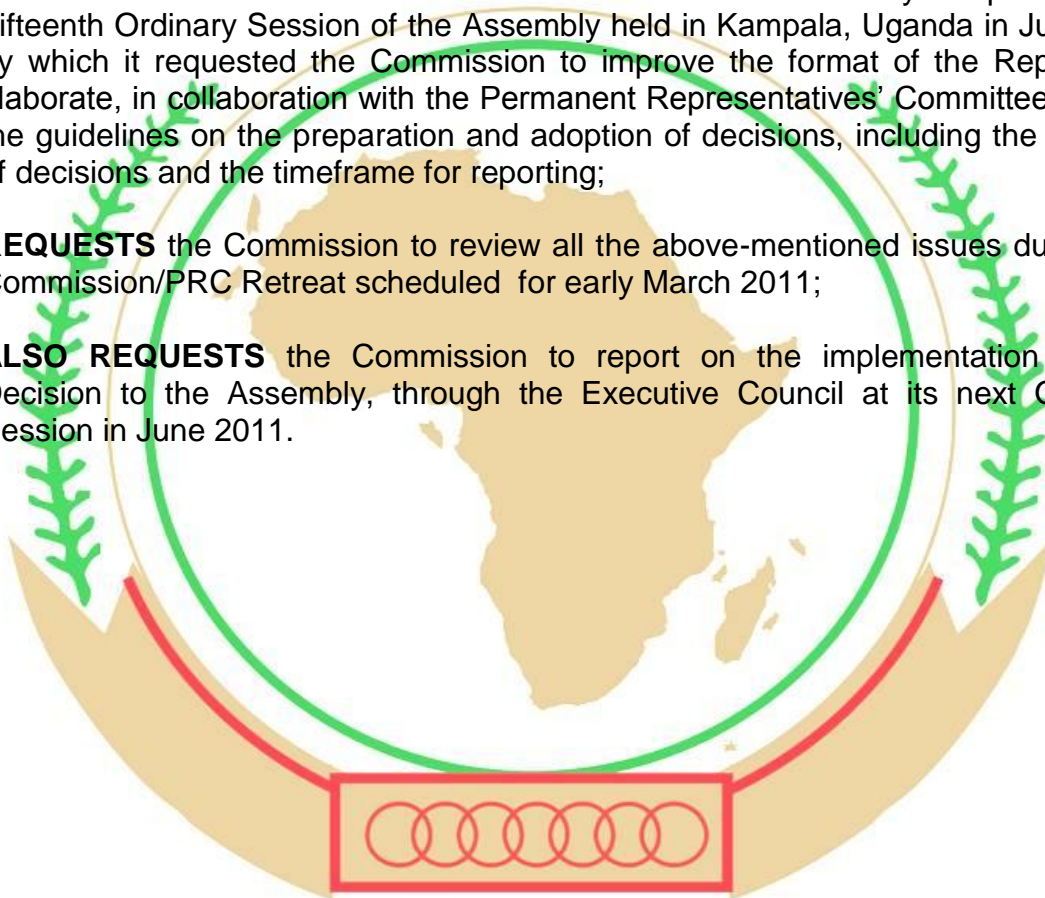 ifteenth Ordinary Session of the Assembly held in Kampala, Uganda in Ju
y which it requested the Commission to improve the format of the Rep
laborate, in collaboration with the Permanent Representatives' Committee
ne guidelines on the preparation and adoption of decisions, including the
f decisions and the timeframe for reporting;
REQUESTS the Commission to review all the above-mentioned issues du
Commission/PRC Retreat scheduled for early March 2011;
ALSO REQUESTS the Commission to report on the implementation
Decision to the Assembly, through the Executive Council at its next O
ession in June 2011.